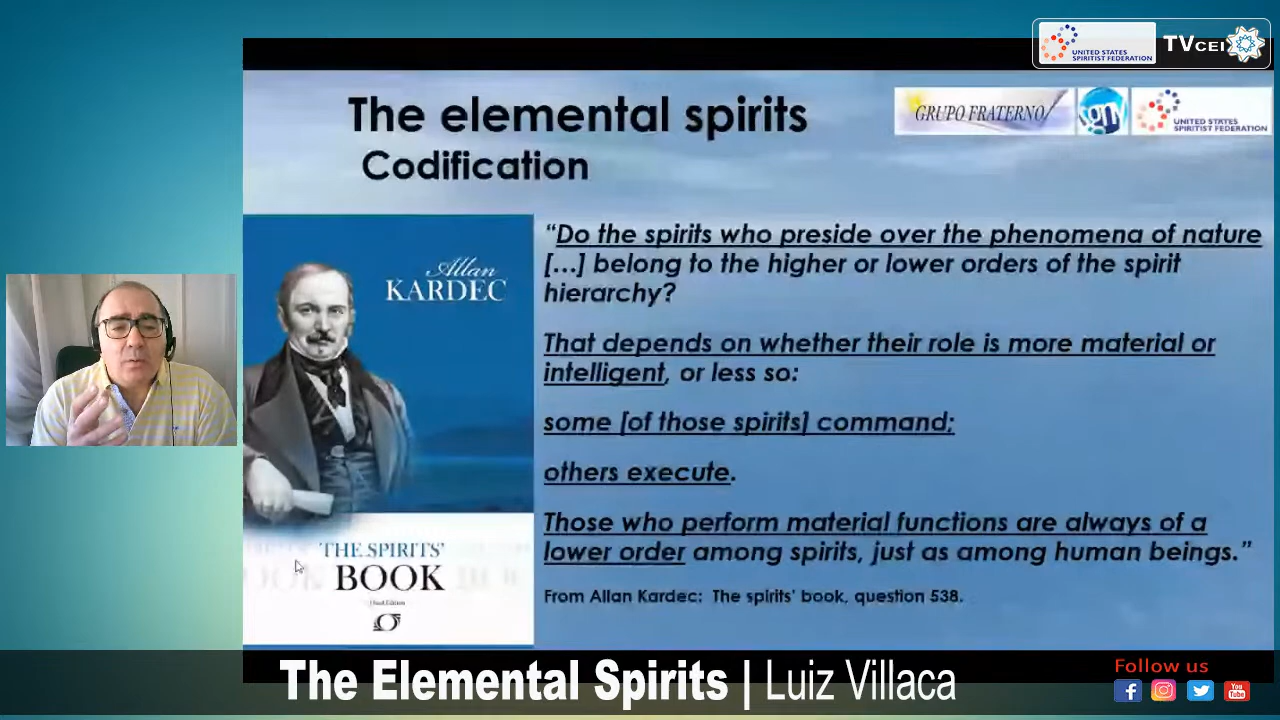 UNITED STATES
SPIRITIST FEDERATION
TVCEI
The elemental spirits
Codification
GRUPO FRATERNO
UNITED STATES
SPIRITIST FEDERATION
Allan
KARDEC
THE SPIRITS'
BOOK
“Do the spirits who preside over the phenomena of nature
[...] belong to the higher or lower orders of the spirit
hierarchy?
That depends on whether their role is more material or
intelligent, or less so:
some [of those spirits] command;
others execute.
Those who perform material functions are always of a
lower order among spirits, just as among human beings.”
From Allan Kardec: The spirits' book, question 538.
The Elemental Spirits | Luiz Villaca
Follow us
You
Tube